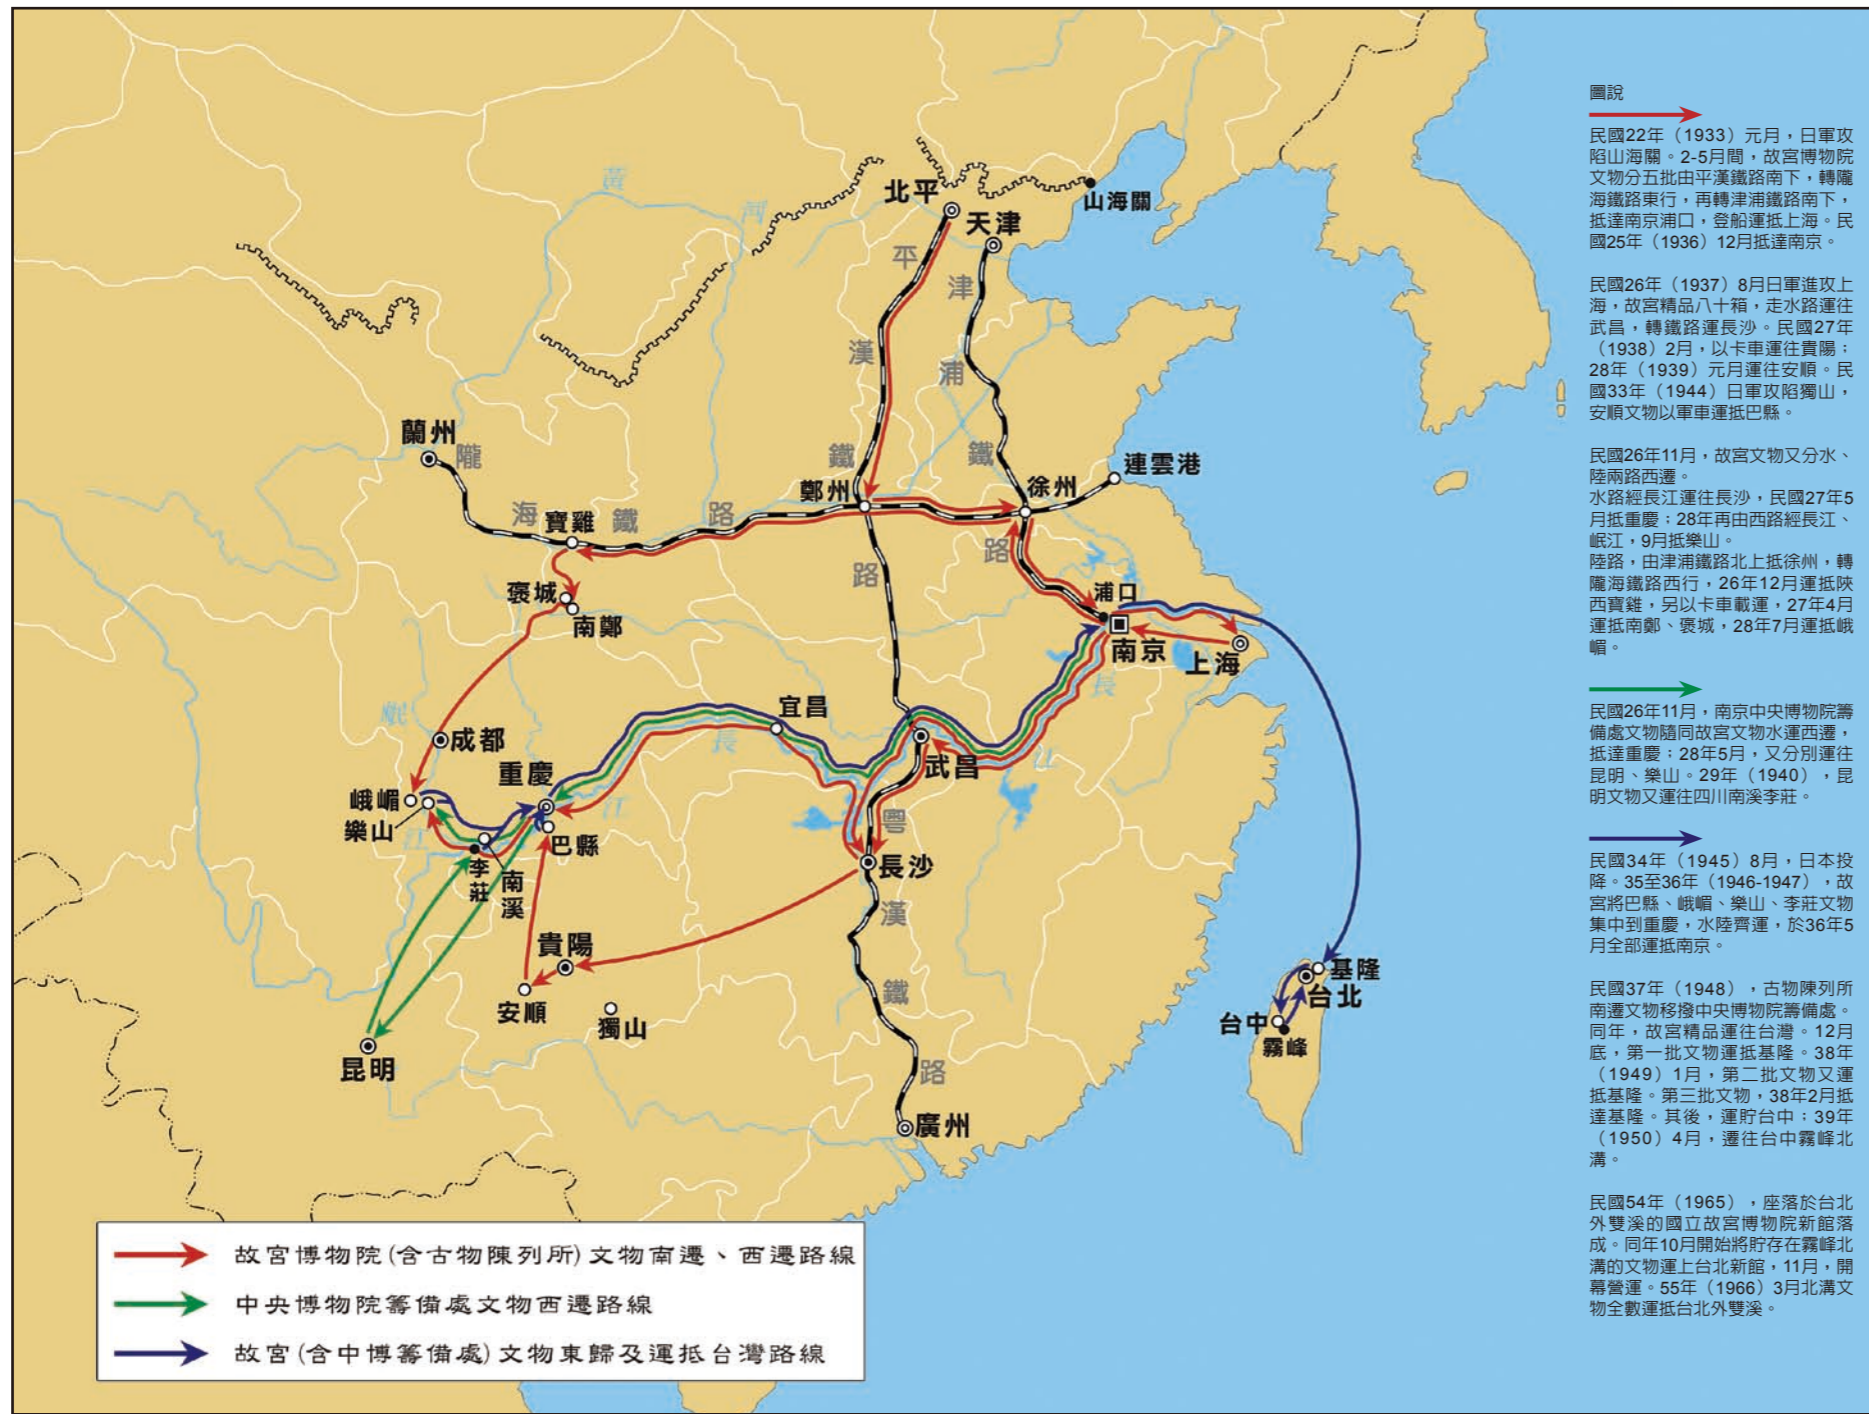 北平
天津
山海關
平
津
漢
浦
鐵
鐵
路
路
黃
河
蘭州
隴
海
鐵
路
寶雞
鄭州
徐州
連雲港
褒城
南鄭
浦口
南京
上海
長
江
宜昌
長
江
武昌
岷
江
成都
重慶
峨嵋
樂山
巴縣
李莊
南溪
粵
漢
鐵
路
長沙
貴陽
安順
獨山
昆明
廣州
基隆
台北
台中
霧峰
故宮博物院(含古物陳列所)文物南遷、西遷路線
中央博物院籌備處文物西遷路線
故宮(含中博籌備處)文物東歸及運抵台灣路線
圖說
民國22年（1933）元月，日軍攻
陷山海關。2-5月間，故宮博物院
文物分五批由平漢鐵路南下，轉隴
海鐵路東行，再轉津浦鐵路南下，
抵達南京浦口，登船運抵上海。民
國25年（1936）12月抵達南京。
民國26年（1937）8月日軍進攻上
海，故宮精品八十箱，走水路運往
武昌，轉鐵路運長沙。民國27年
（1938）2月，以卡車運往貴陽；
28年（1939）元月運往安順。民
國33年（1944）日軍攻陷獨山，
安順文物以軍車運抵巴縣。
民國26年11月，故宮文物又分水、
陸兩路西遷。
水路經長江運往長沙，民國27年5
月抵重慶；28年再由西路經長江、
岷江，9月抵樂山。
陸路，由津浦鐵路北上抵徐州，轉
隴海鐵路西行，26年12月運抵陝
西寶雞，另以卡車載運，27年4月
運抵南鄭、褒城，28年7月運抵峨
嵋。
民國26年11月，南京中央博物院籌
備處文物隨同故宮文物水運西遷，
抵達重慶；28年5月，又分別運往
昆明、樂山。29年（1940），昆
明文物又運往四川南溪李莊。
民國34年（1945）8月，日本投
降。35至36年（1946-1947），故
宮將巴縣、峨嵋、樂山、李莊文物
集中到重慶，水陸齊運，於36年5
月全部運抵南京。
民國37年（1948），古物陳列所
南遷文物移撥中央博物院籌備處。
同年，故宮精品運往台灣。12月
底，第一批文物運抵基隆。38年
（1949）1月，第二批文物又運
抵基隆。第三批文物，38年2月抵
達基隆。其後，運貯台中；39年
（1950）4月，遷往台中霧峰北
溝。
民國54年（1965），座落於台北
外雙溪的國立故宮博物院新館落
成。同年10月開始將貯存在霧峰北
溝的文物運上台北新館，11月，開
幕營運。55年（1966）3月北溝文
物全數運抵台北外雙溪。